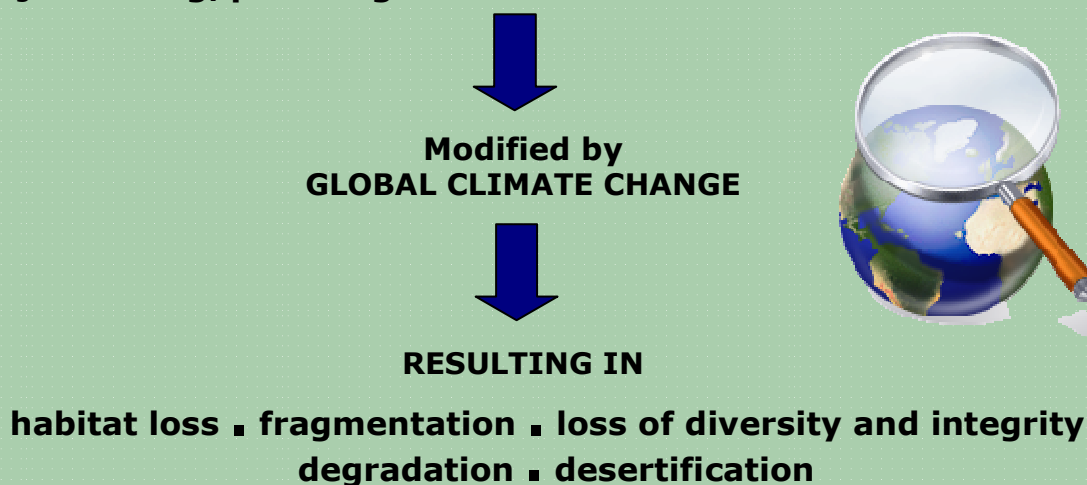 Modified by
GLOBAL CLIMATE CHANGE
RESULTING IN
habitat loss ▪ fragmentation ▪ loss of diversity and integrity
degradation ▪ desertification